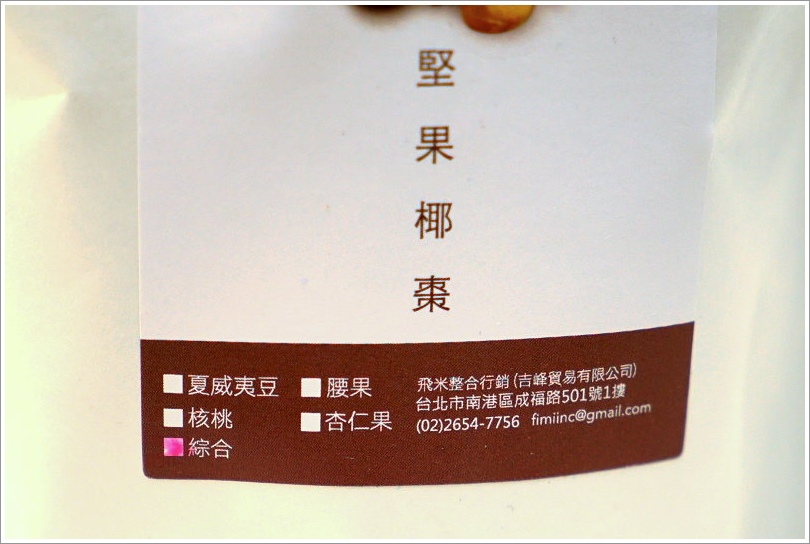 堅果椰棗
夏威夷豆
腰果
核桃
杏仁果
綜合
飛米整合行銷(吉峰貿易有限公司)
台北市南港區成福路501號1摟
(02)2654-7756 fimiinc@gmail.com